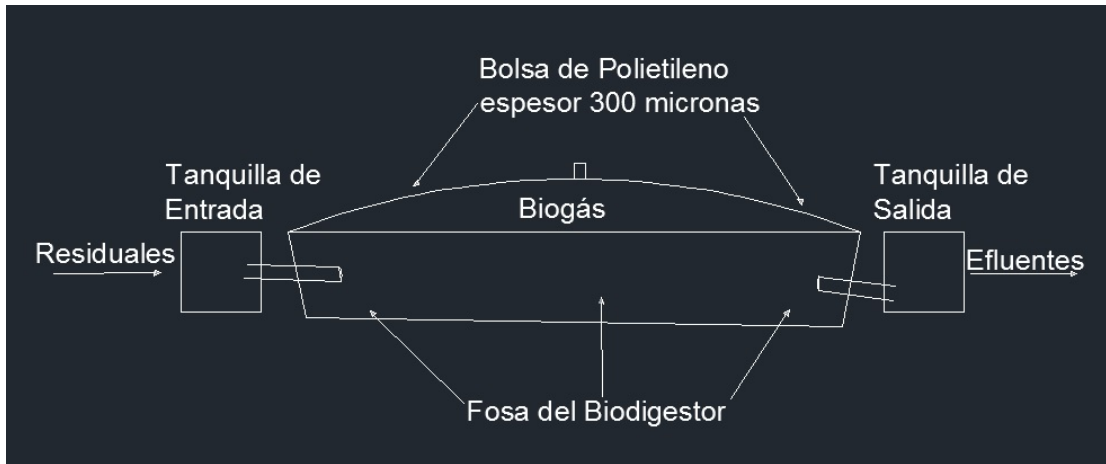 Bolsa de Polietileno
espesor 300 micronas
Tanquilla de
Entrada
Tanquilla de
Salida
Biogás
Residuales
Efluentes
Fosa del Biodigestor